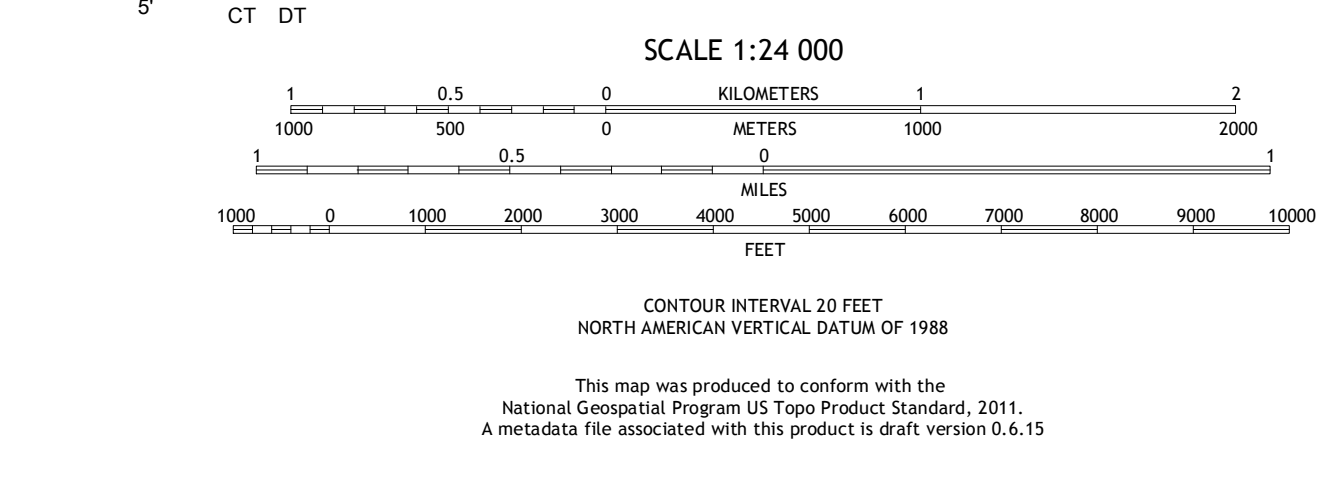 5'
CT DT
SCALE 1:24 000
1 0.5 0 KILOMETERS 1 2
1000 500 0 METERS 1000 2000
1 0.5 0 1
MILES
1000 0 1000 2000 3000 4000 5000 6000 7000 8000 9000 10000
FEET
CONTOUR INTERVAL 20 FEET
NORTH AMERICAN VERTICAL DATUM OF 1988
This map was produced to conform with the
National Geospatial Program US Topo Product Standard, 2011.
A metadata file associated with this product is draft version 0.6.15